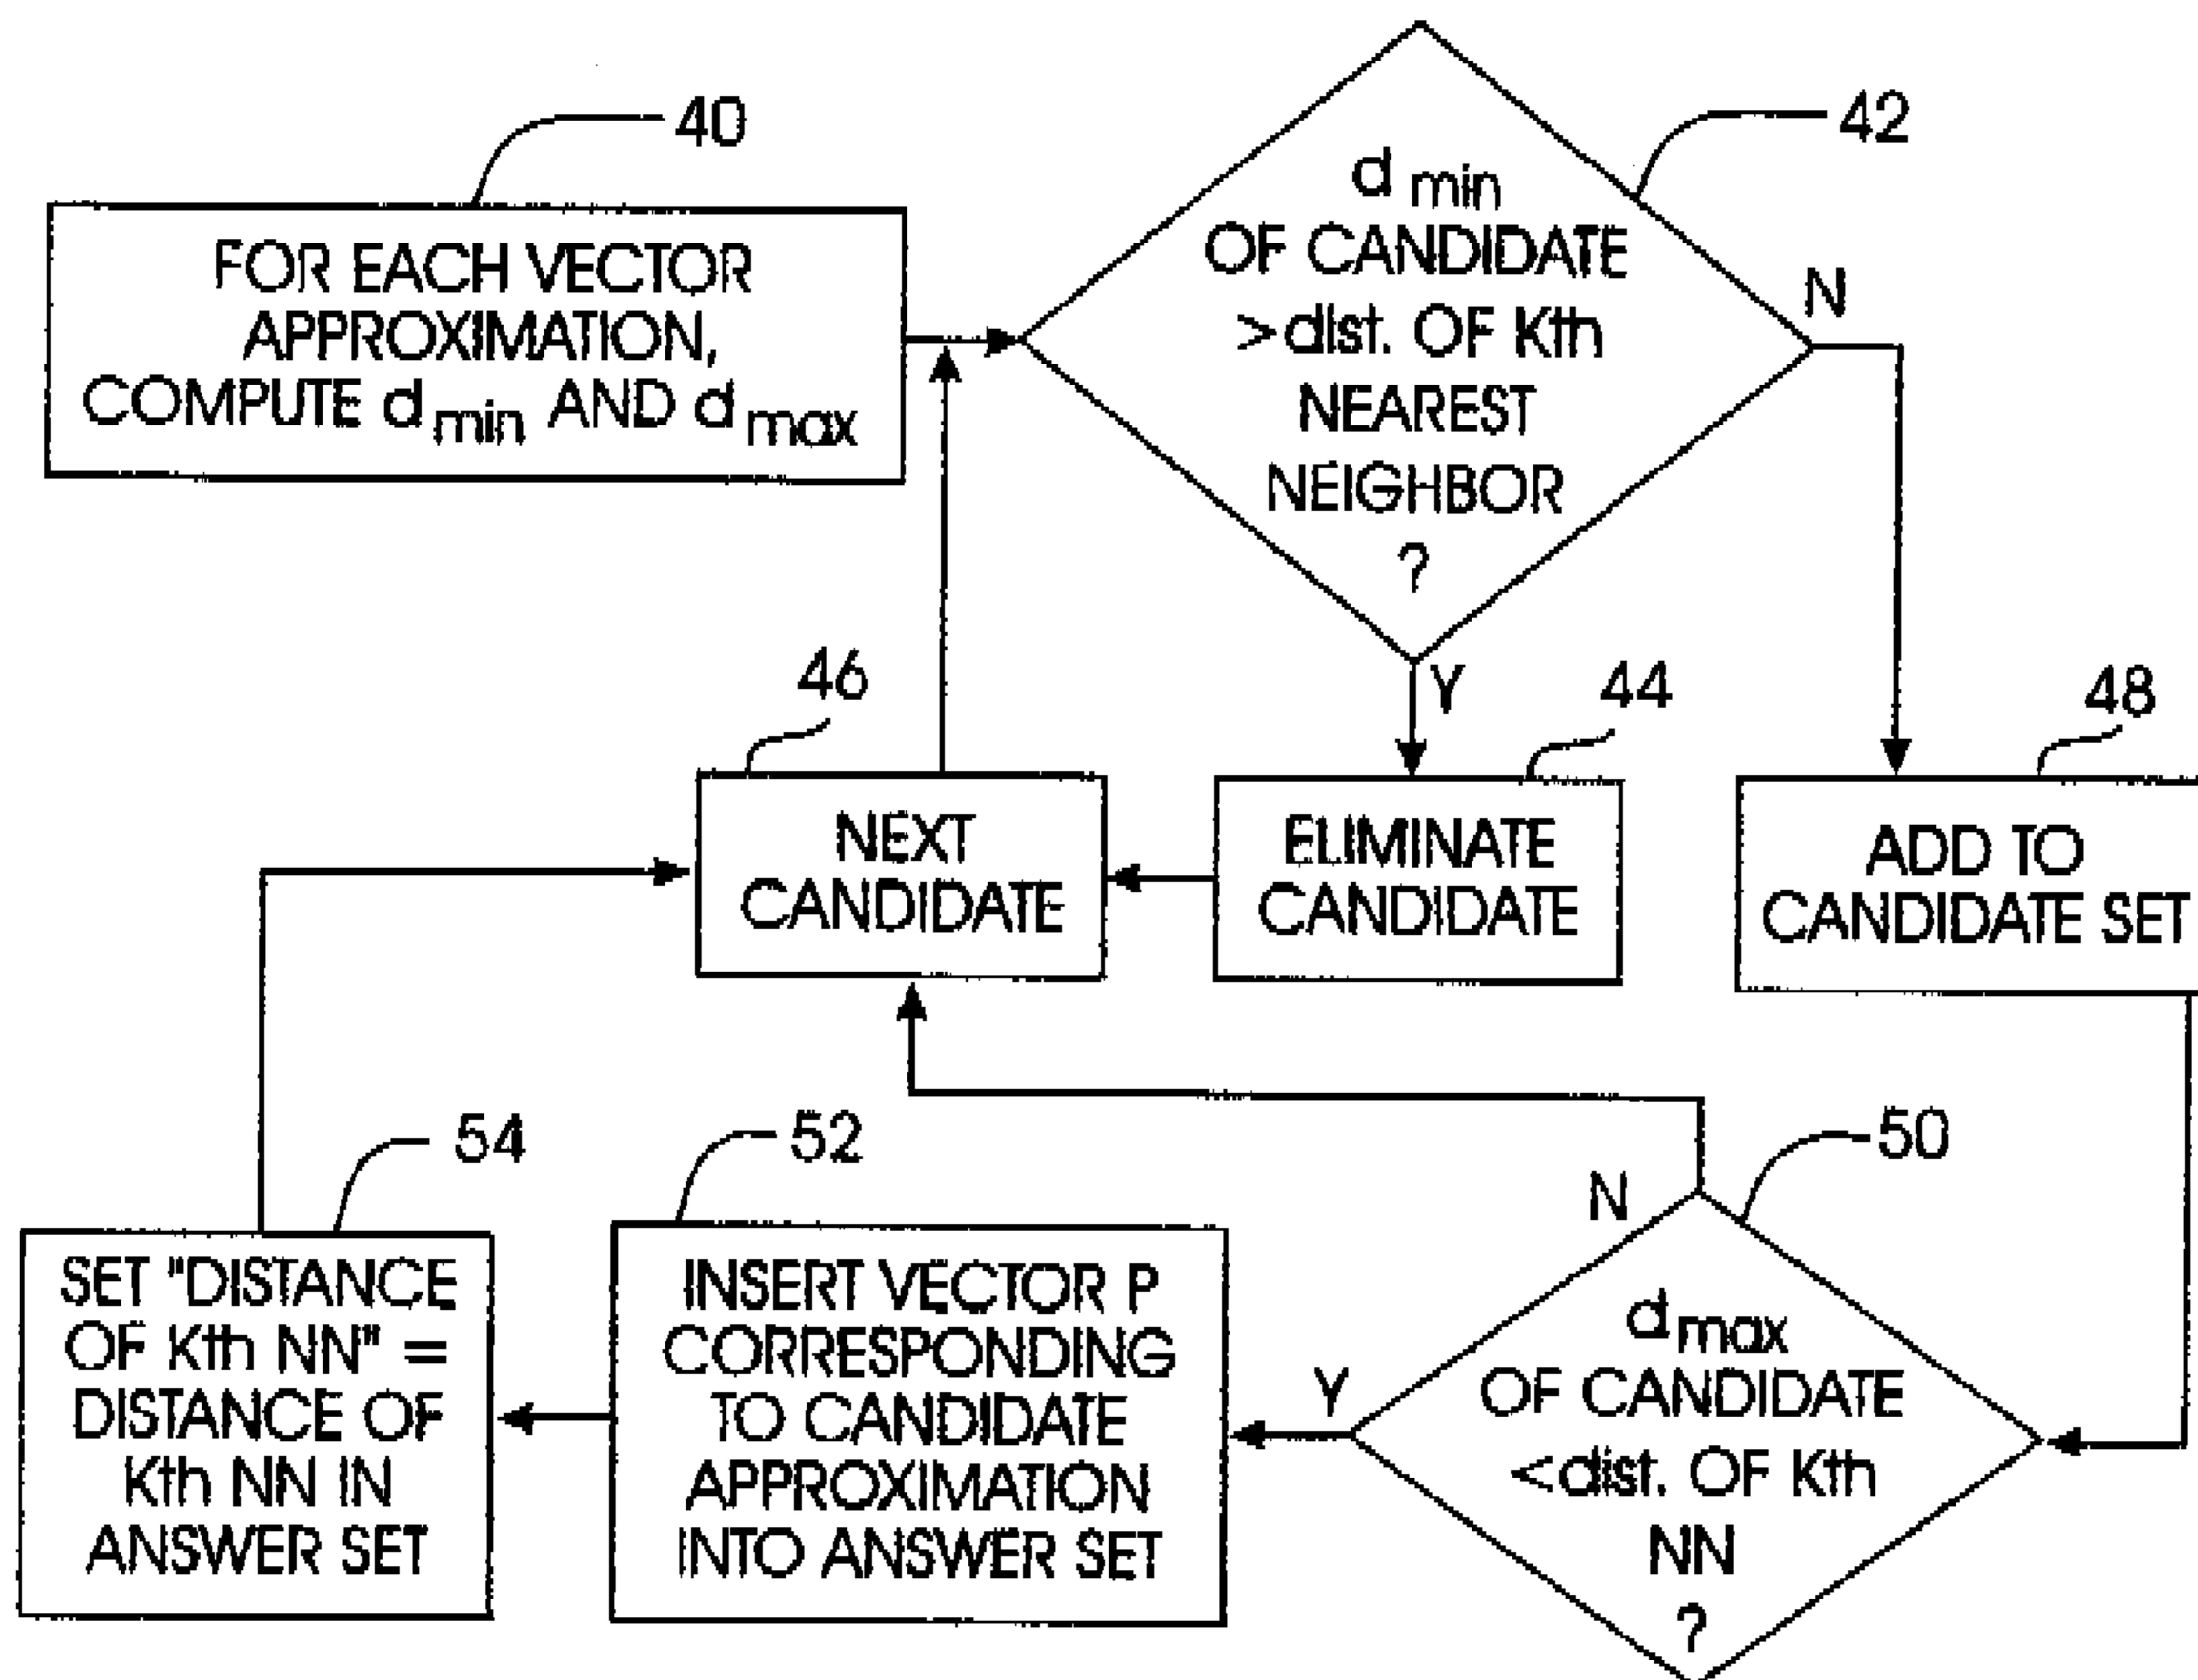 40
FOR EACH VECTOR
APPROXIMATION,
COMPUTE d min AND d max
42
d min
OF CANDIDATE
>dist. OF Kth
NEAREST
NEIGHBOR
?
N
Y
46
NEXT
CANDIDATE
44
ELIMINATE
CANDIDATE
48
ADD TO
CANDIDATE SET
54
SET "DISTANCE
OF Kth NN" =
DISTANCE OF
Kth NN IN
ANSWER SET
52
INSERT VECTOR P
CORRESPONDING
TO CANDIDATE
APPROXIMATION
INTO ANSWER SET
50
N
Y
d max
OF CANDIDATE
<dist. OF Kth
NN
?